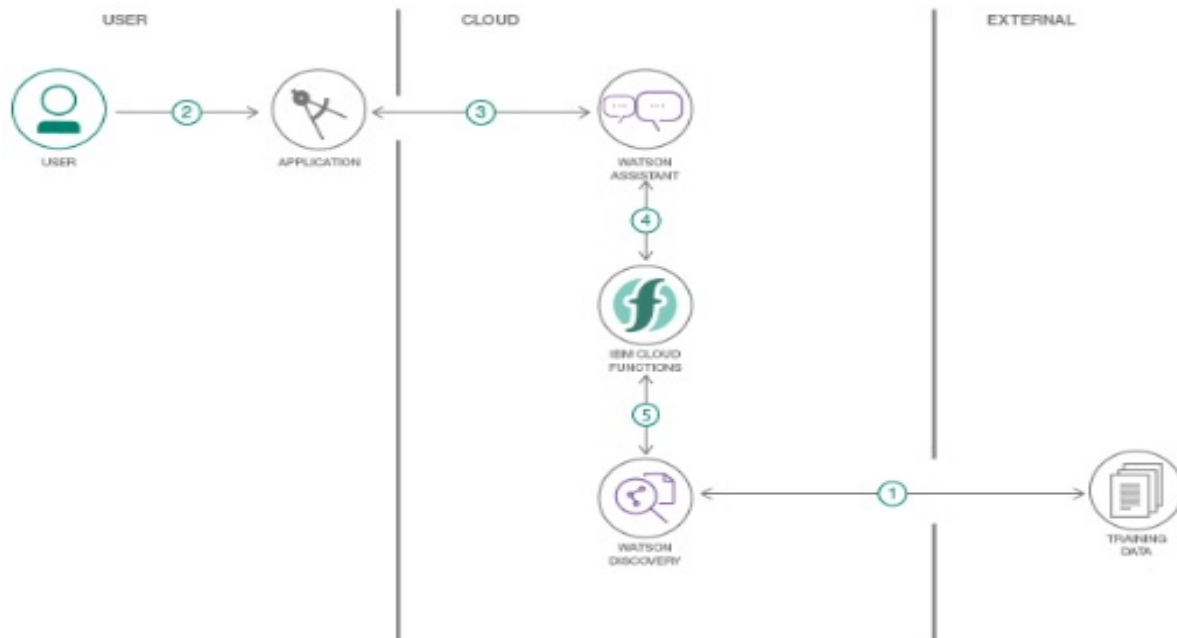 USER
CLOUD
EXTERNAL
2
3
USER
APPLICATION
WATSON
ASSISTANT
4
IBM CLOUD
FUNCTIONS
5
1
WATSON
DISCOVERY
TRAINING
DATA